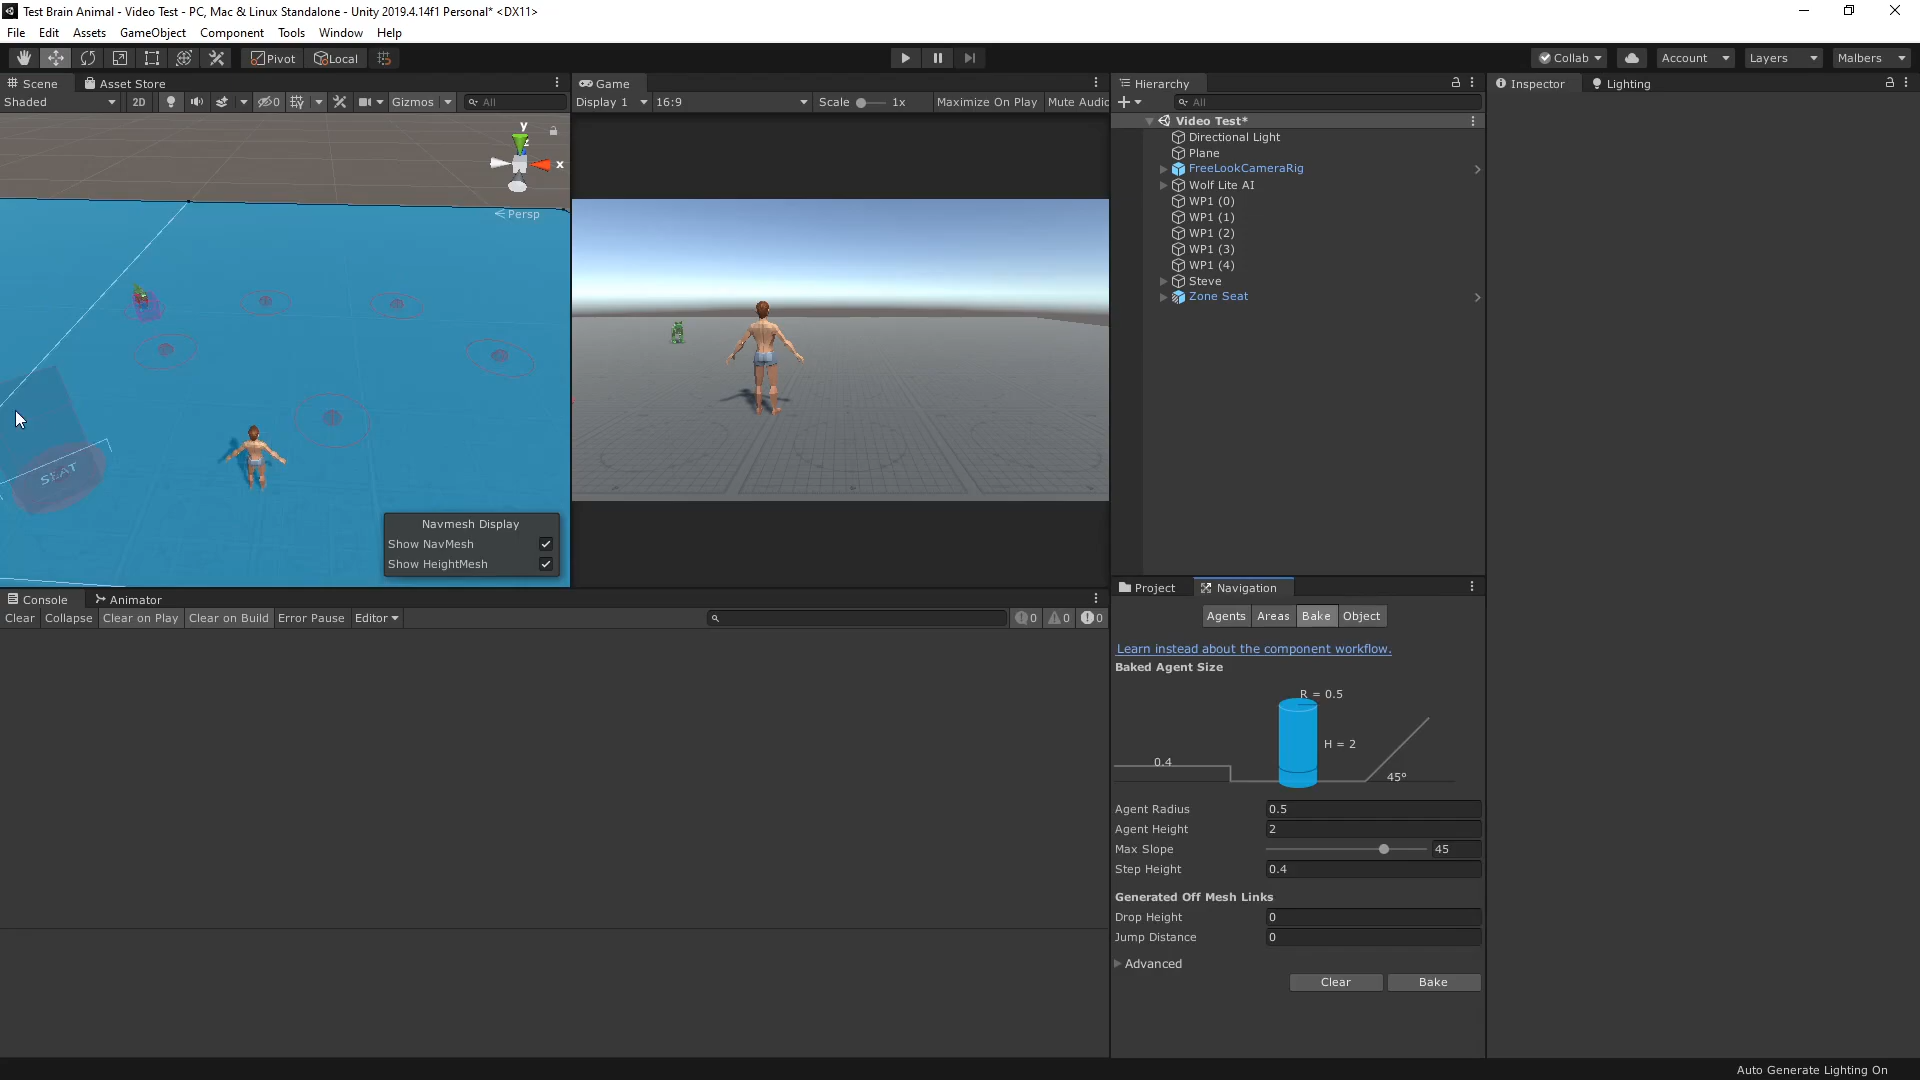 Test Brain Animal - Video Test - PC, Mac & Linux Standalone - Unity 2019.4.14f1 Personal* <DX11>
File Edit Assets GameObject Component Tools Window Help
Pivot Local Collab Account Layers Malbers
Scene Asset Store Game Hierarchy Inspector Lighting
Shaded 2D 0 Gizmos All Display 1 16:9 Scale 1x Maximize On Play Mute Audio All
Video Test*
Directional Light
Plane
FreeLookCameraRig
Wolf Lite AI
WP1 (0)
WP1 (1)
WP1 (2)
WP1 (3)
WP1 (4)
Steve
Zone Seat
y
x
Persp
SEAT
Navmesh Display
Show NavMesh
Show HeightMesh
Console Animator
Clear Collapse Clear on Play Clear on Build Error Pause Editor 0 0 0
Project Navigation
Agents Areas Bake Object
Learn instead about the component workflow.
Baked Agent Size
R = 0.5
H = 2
0.4
45°
Agent Radius 0.5
Agent Height 2
Max Slope 45
Step Height 0.4
Generated Off Mesh Links
Drop Height 0
Jump Distance 0
Advanced
Clear Bake
Auto Generate Lighting On